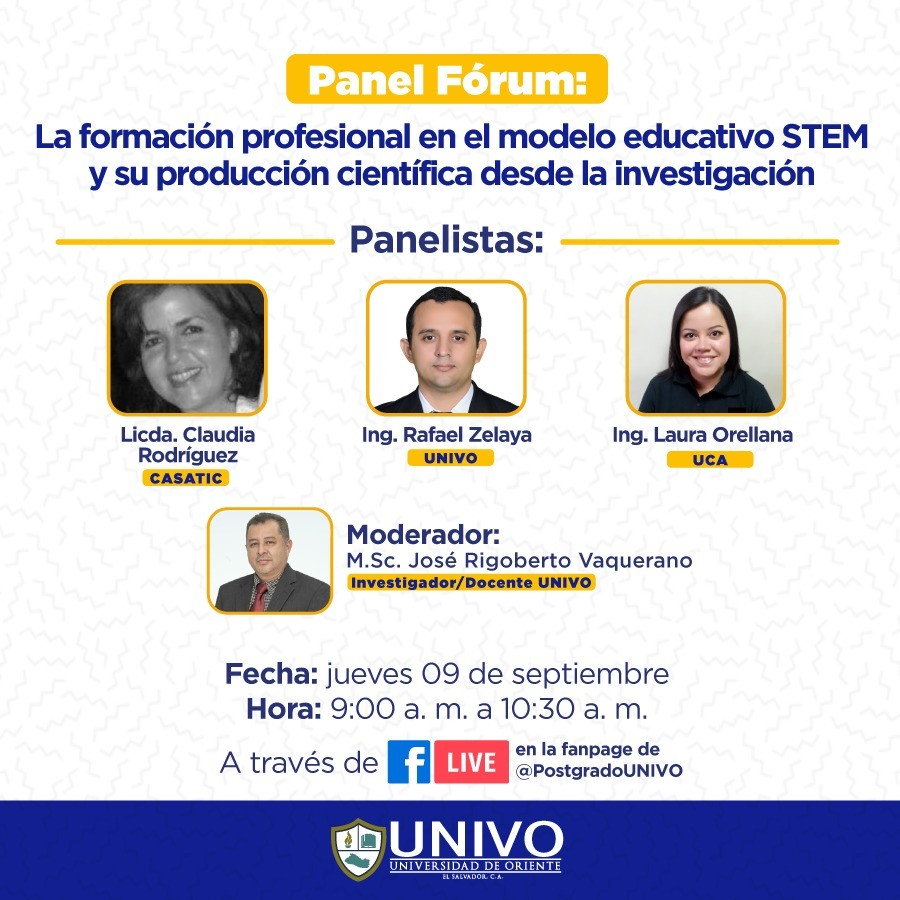 Panel Fórum:
La formación profesional en el modelo educativo STEM
y su producción científica desde la investigación
Panelistas:
Licda. Claudia
Rodríguez
CASATIC
Ing. Rafael Zelaya
UNIVO
Ing. Laura Orellana
UCA
Moderador:
M.Sc. José Rigoberto Vaquerano
Investigador/Docente UNIVO
Fecha: jueves 09 de septiembre
Hora: 9:00 a. m. a 10:30 a. m.
A través de f LIVE en la fanpage de
@PostgradoUNIVO
UNIVO
UNIVERSIDAD DE ORIENTE
EL SALVADOR, C.A.